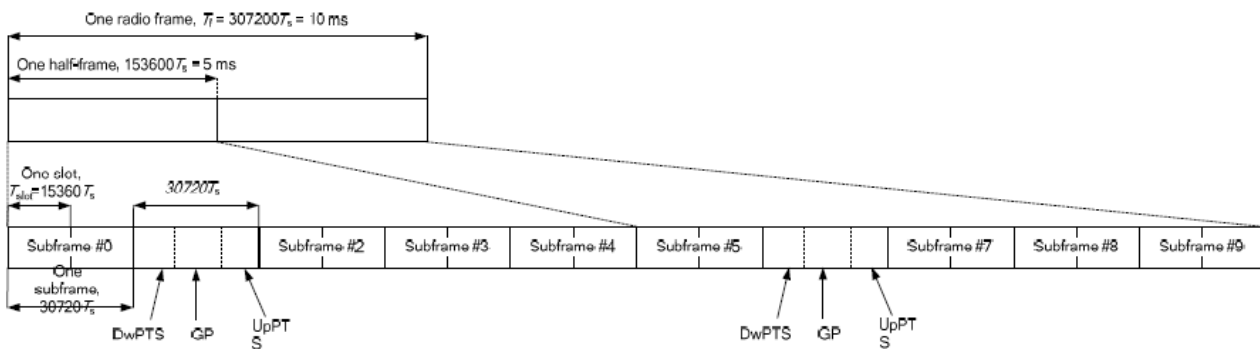 One radio frame, Tf = 307200Ts = 10 ms
One half-frame, 153600Ts = 5 ms
One slot,
Tslot=15360Ts
30720Ts
Subframe #0
Subframe #2
Subframe #3
Subframe #4
Subframe #5
Subframe #7
Subframe #8
Subframe #9
One
subframe,
30720Ts
DwPTS
GP
UpPT
S
DwPTS
GP
UpPT
S